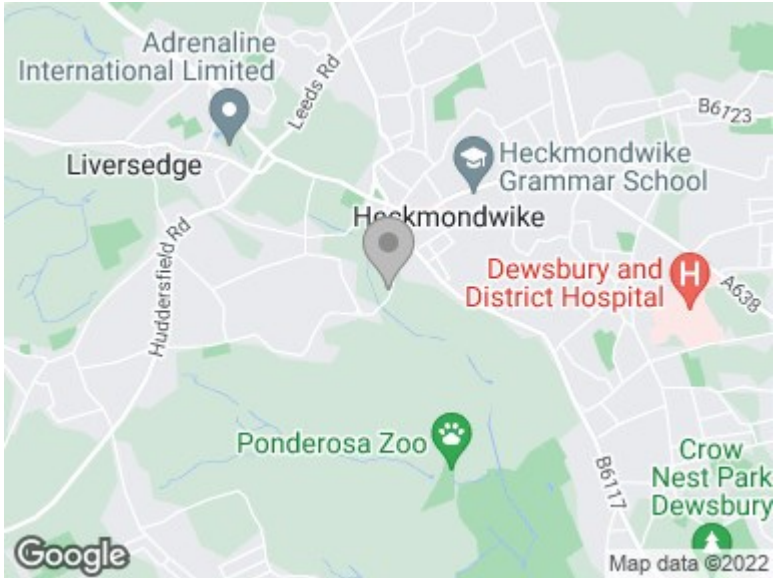 Adrenaline
International Limited
Leeds Rd
B6123
Liversedge
Heckmondwike
Grammar School
Heckmondwike
Huddersfield Rd
Dewsbury and
District Hospital
H
A638
Ponderosa Zoo
B6117
Crow
Nest Park
Dewsbury
Google
Map data ©2022